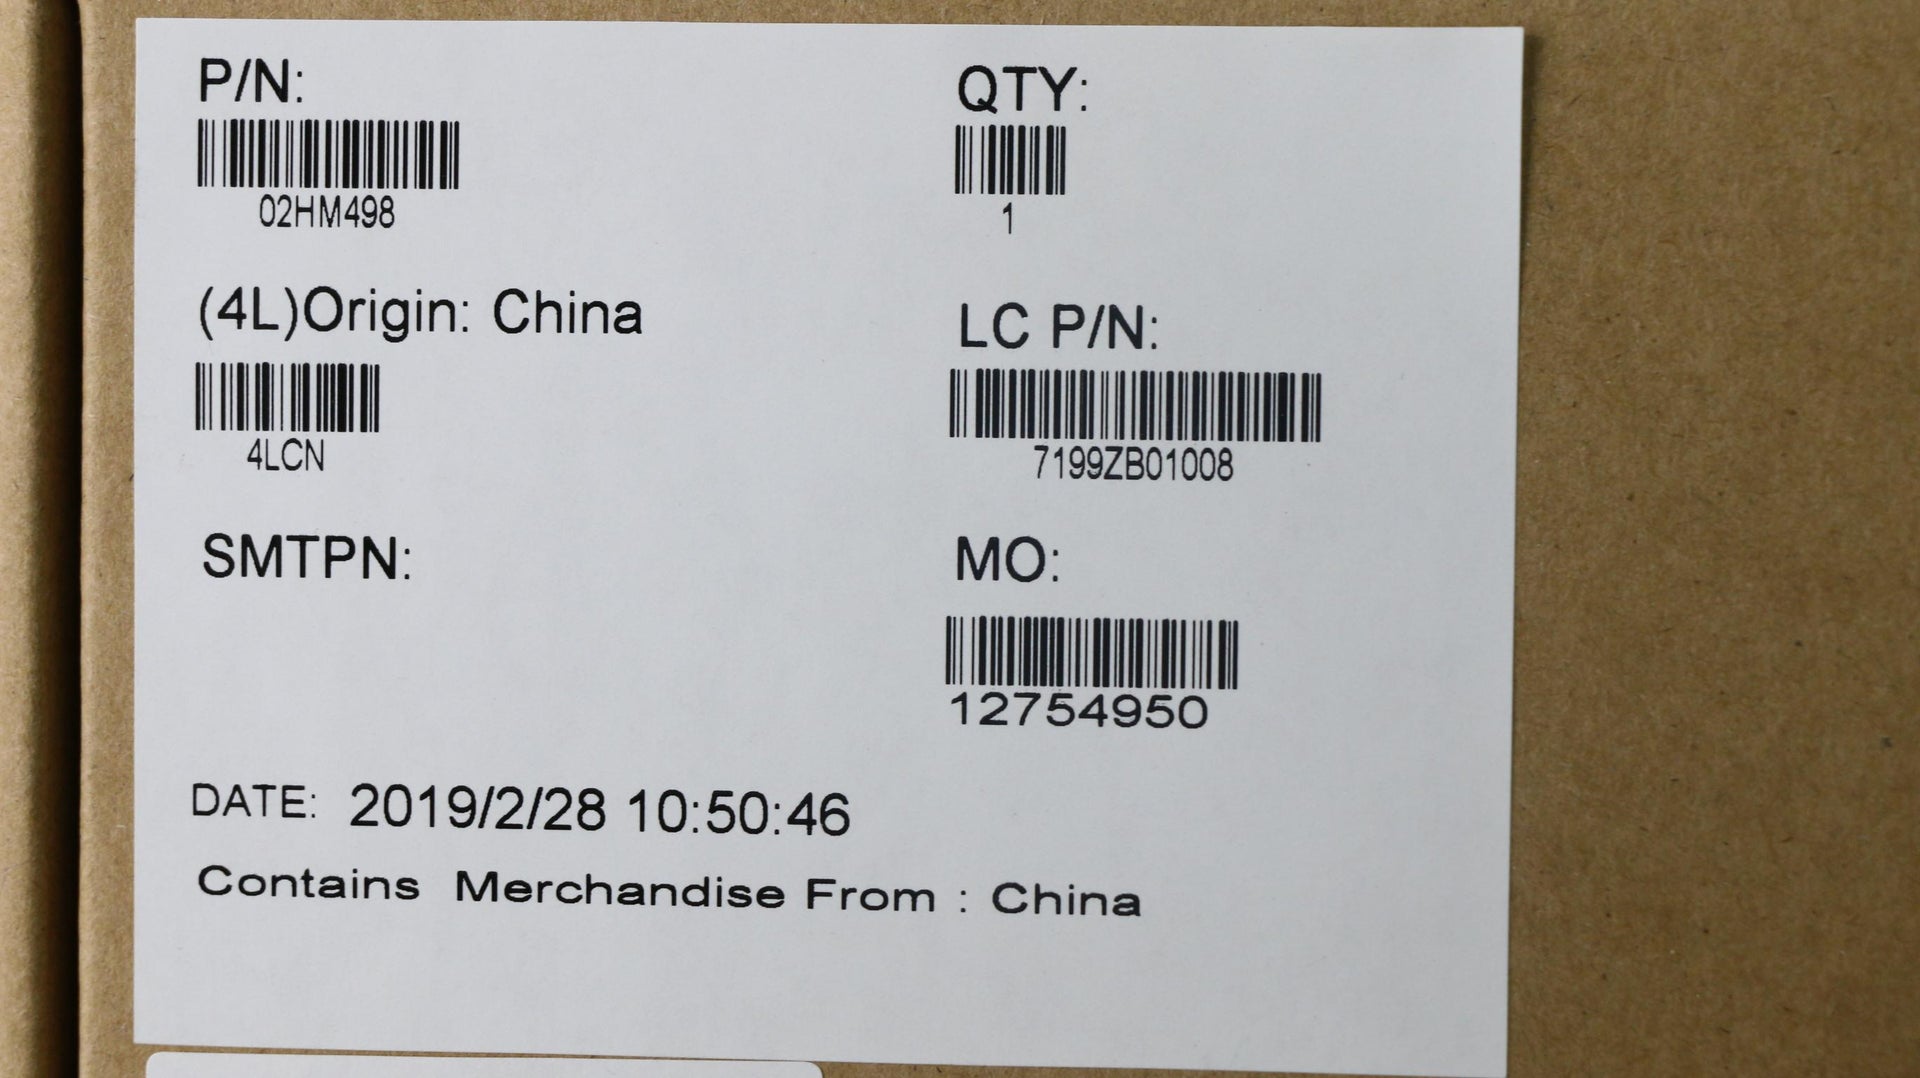 P/N:
02HM498
QTY:
1
(4L)Origin: China
4LCN
LC P/N:
7199ZB01008
SMTPN:
MO:
12754950
DATE: 2019/2/28 10:50:46
Contains Merchandise From : China